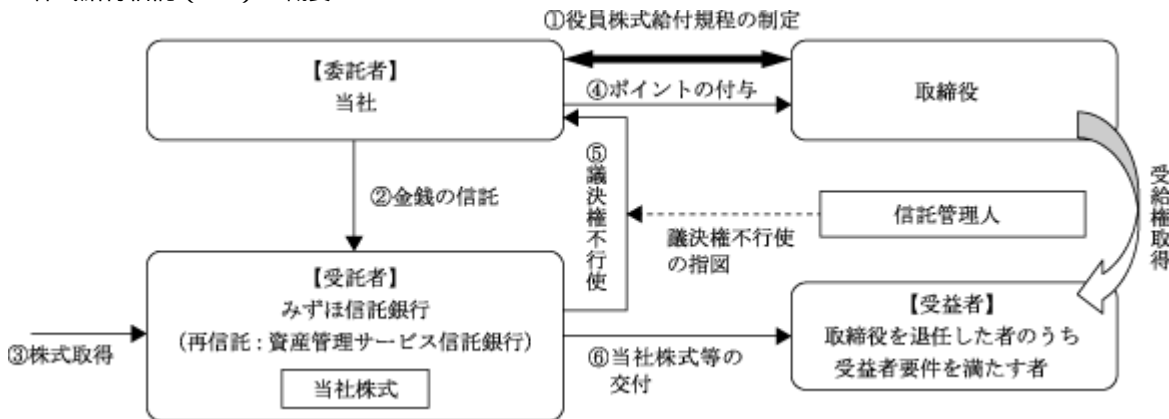 ①役員株式給付規程の制定
【委託者】
当社
④ポイントの付与
取締役
②金銭の信託
⑤議決権不行使
議決権不行使
の指図
信託管理人
受給権取得
【受託者】
みずほ信託銀行
(再信託:資産管理サービス信託銀行)
当社株式
③株式取得
⑥当社株式等の
交付
【受益者】
取締役を退任した者のうち
受益者要件を満たす者